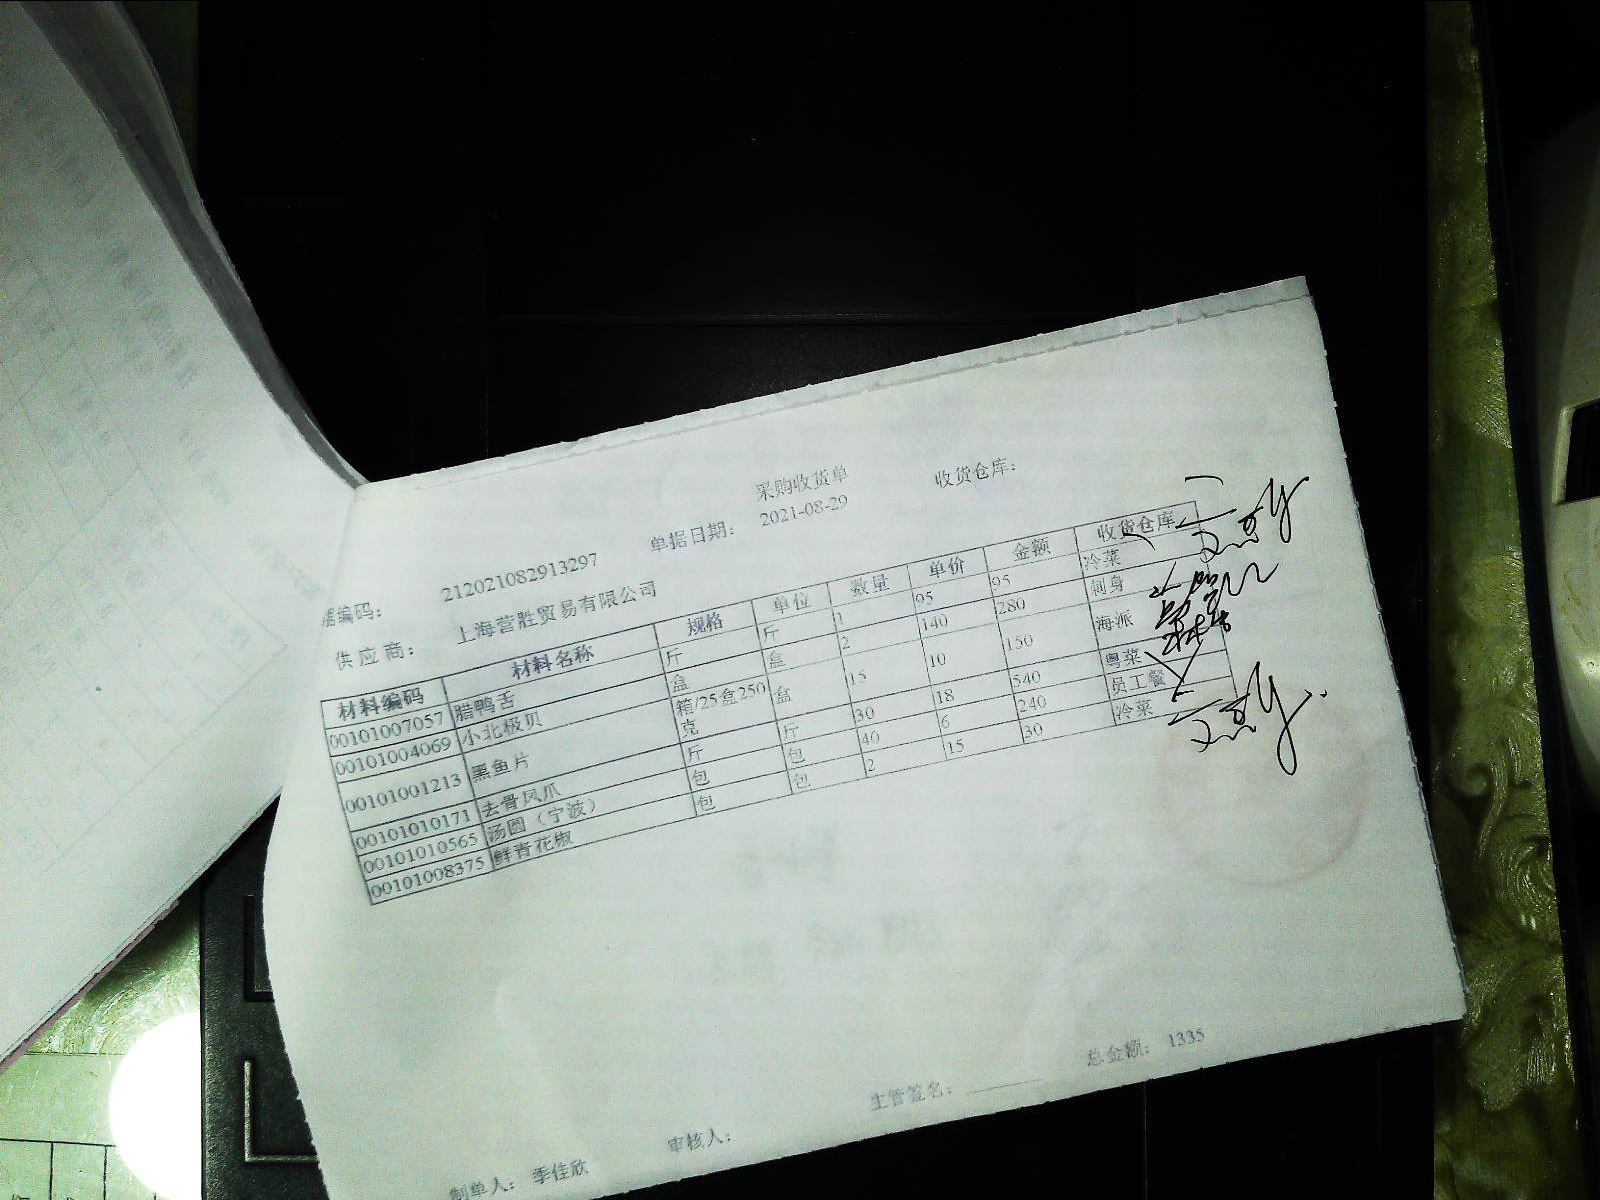 采购收货单
收货仓库：
单据日期： 2021-08-29
据编码： 212021082913297
供应商： 上海营胜贸易有限公司
材料编码 材料名称 规格 单位 数量 单价 金额 收货仓库
00101007057 腊鸭舌 斤 斤 1 95 95 冷菜
00101004069 小北极贝 盒 盒 2 140 280 刺身
00101001213 黑鱼片 箱/25盒250克 盒 15 10 150 海派
00101010171 去骨凤爪 斤 斤 30 18 540 粤菜
00101010565 汤圆（宁波） 包 包 40 6 240 员工餐
00101008375 鲜青花椒 包 包 2 15 30 冷菜
总金额： 1335
主管签名：
审核人：
制单人： 季佳欣